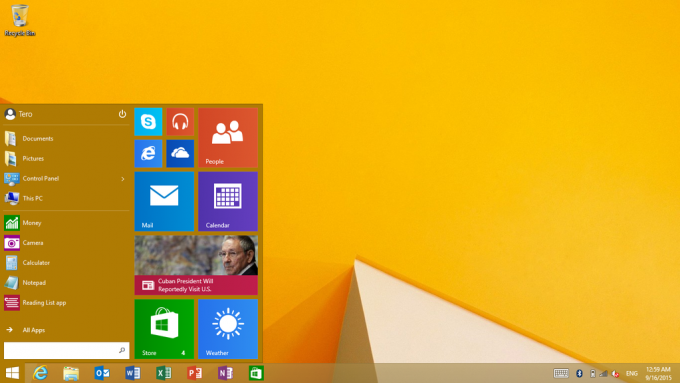 Recycle Bin
Tero
Documents
Pictures
Control Panel
This PC
Money
Camera
Calculator
Notepad
Reading List app
All Apps
People
Mail
Calendar
Cuban President Will
Reportedly Visit U.S.
Store 4
Weather
ENG
12:59 AM
9/16/2015